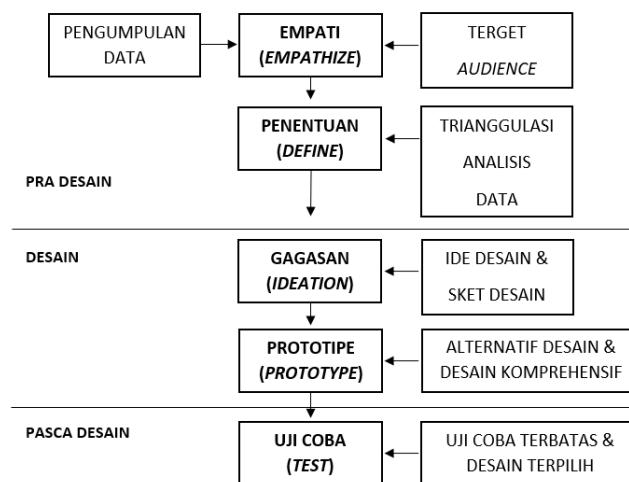 PENGUMPULAN
DATA
EMPATI
(EMPATHIZE)
TERGET
AUDIENCE
PENENTUAN
(DEFINE)
TRIANGGULASI
ANALISIS
DATA
PRA DESAIN
DESAIN
GAGASAN
(IDEATION)
IDE DESAIN &
SKET DESAIN
PROTOTIPE
(PROTOTYPE)
ALTERNATIF DESAIN &
DESAIN KOMPREHENSIF
PASCA DESAIN
UJI COBA
(TEST)
UJI COBA TERBATAS &
DESAIN TERPILIH